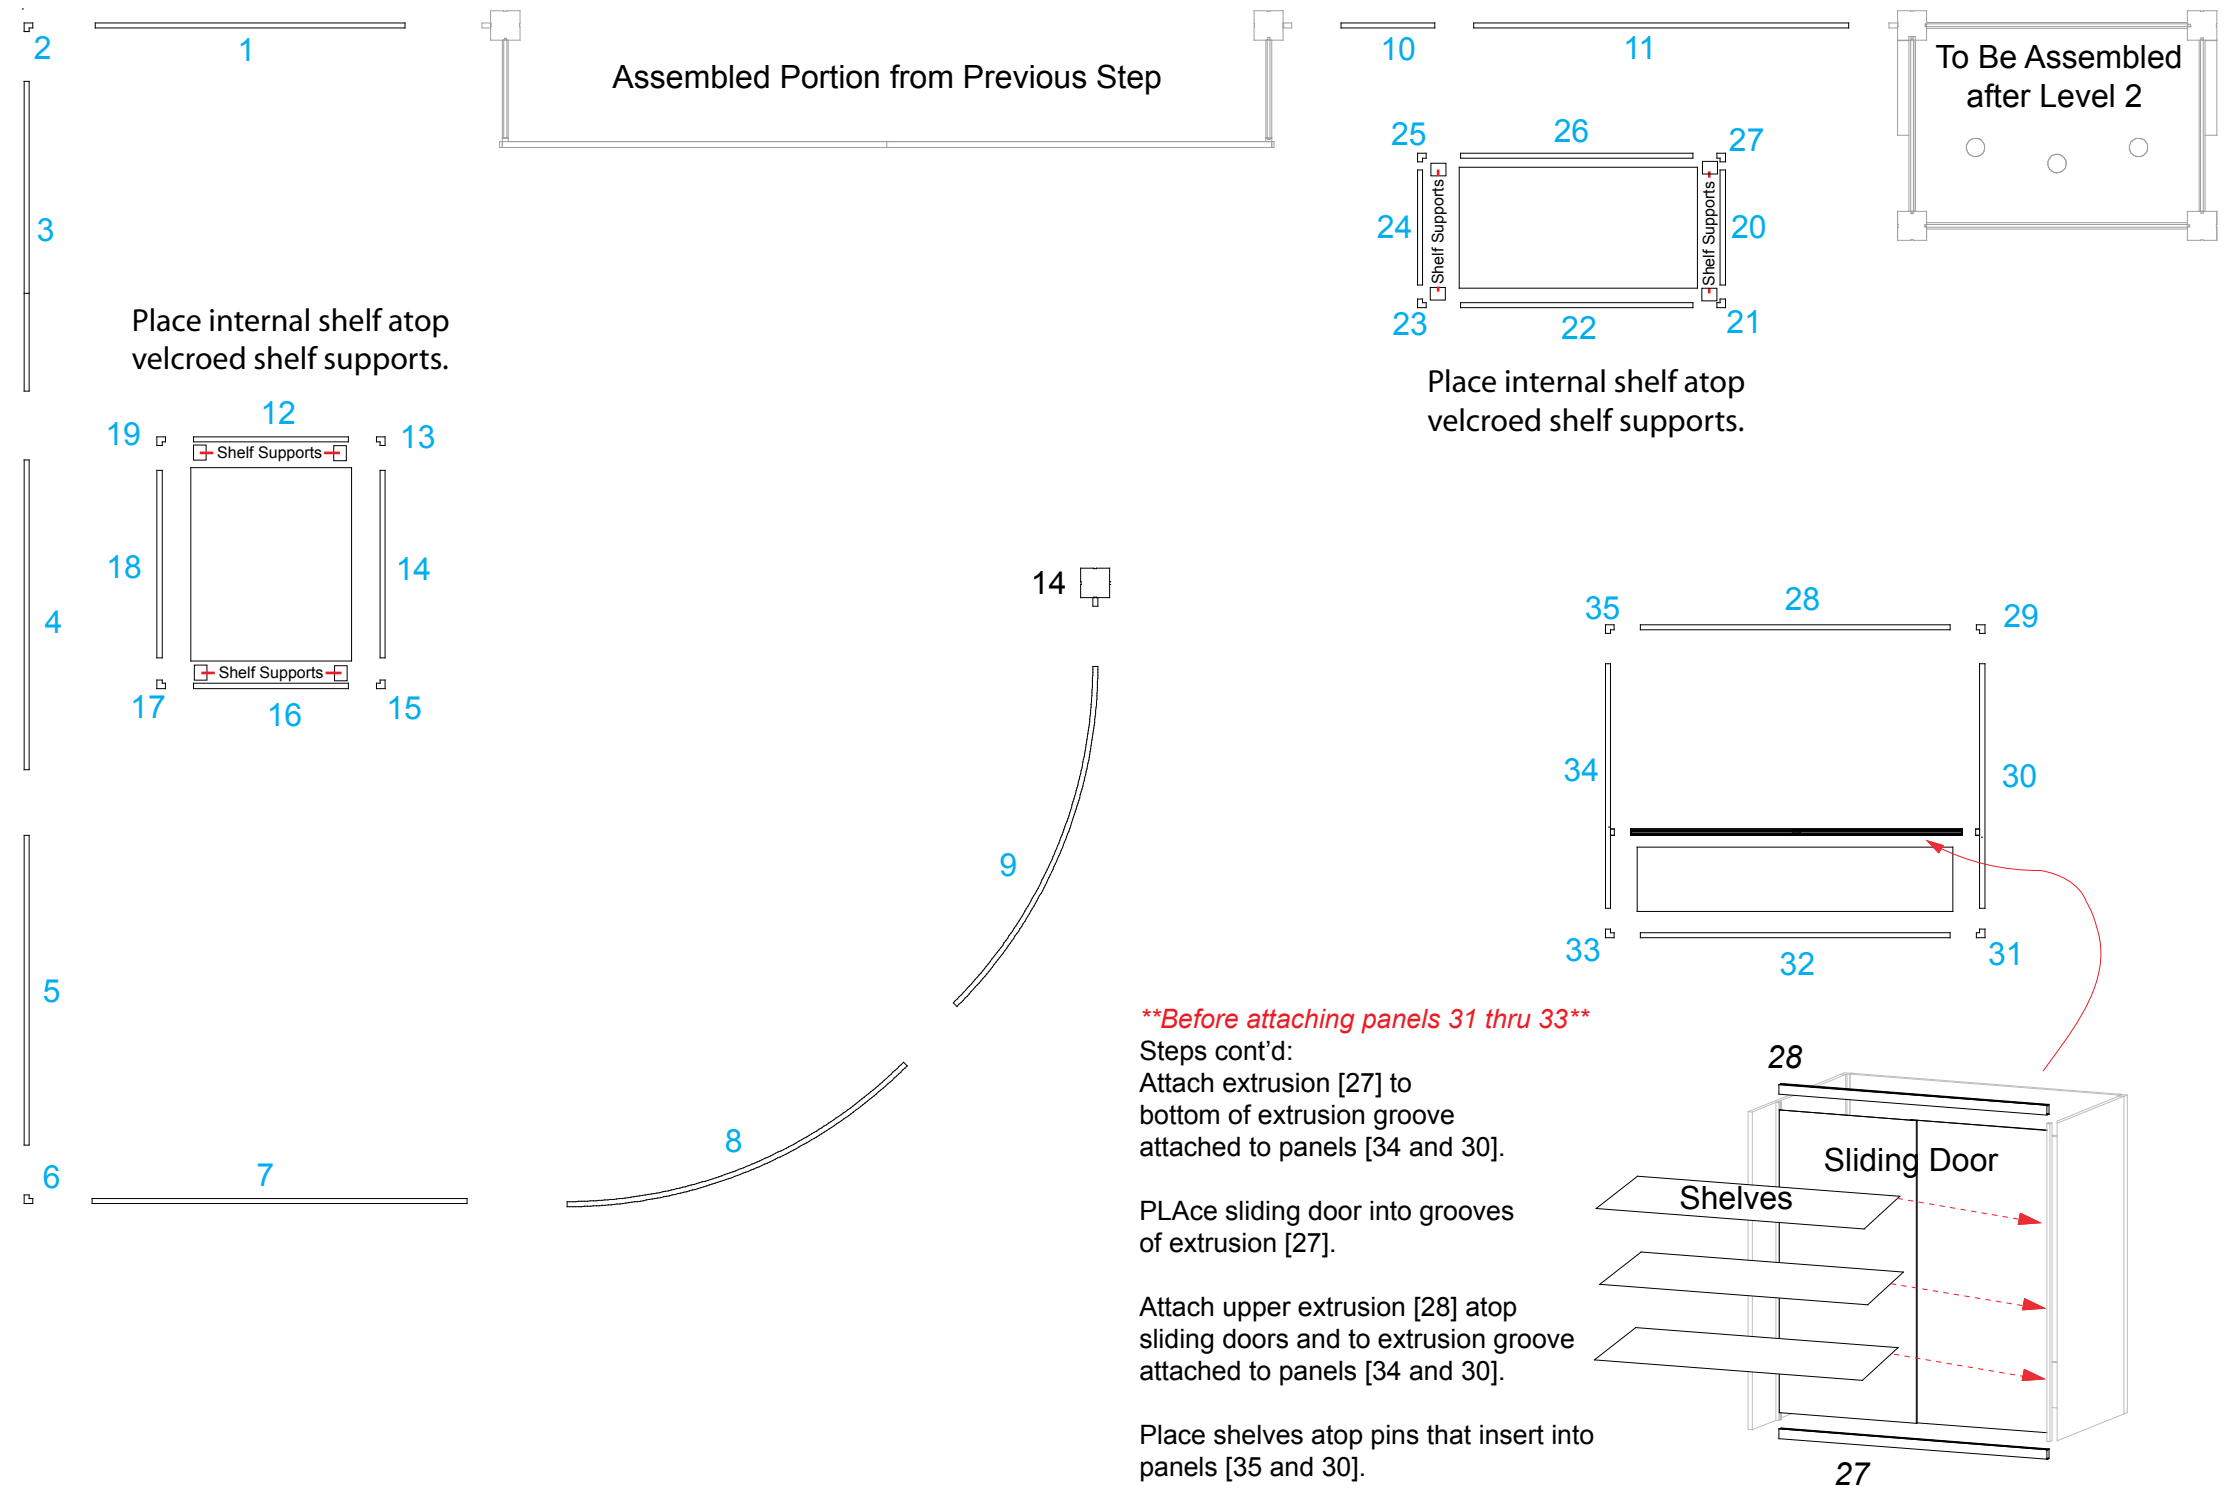 2
1
Assembled Portion from Previous Step
10
11
To Be Assembled
after Level 2
3
25
26
27
24
Shelf Supports
Shelf Supports
20
23
22
21
Place internal shelf atop
velcroed shelf supports.
Place internal shelf atop
velcroed shelf supports.
12
19
13
Shelf Supports
18
14
Shelf Supports
17
16
15
4
14
35
28
29
34
30
33
32
31
9
5
8
6
7
**Before attaching panels 31 thru 33**
Steps cont'd:
Attach extrusion [27] to
bottom of extrusion groove
attached to panels [34 and 30].
PLAce sliding door into grooves
of extrusion [27].
Attach upper extrusion [28] atop
sliding doors and to extrusion groove
attached to panels [34 and 30].
Place shelves atop pins that insert into
panels [35 and 30].
28
Sliding Door
Shelves
27